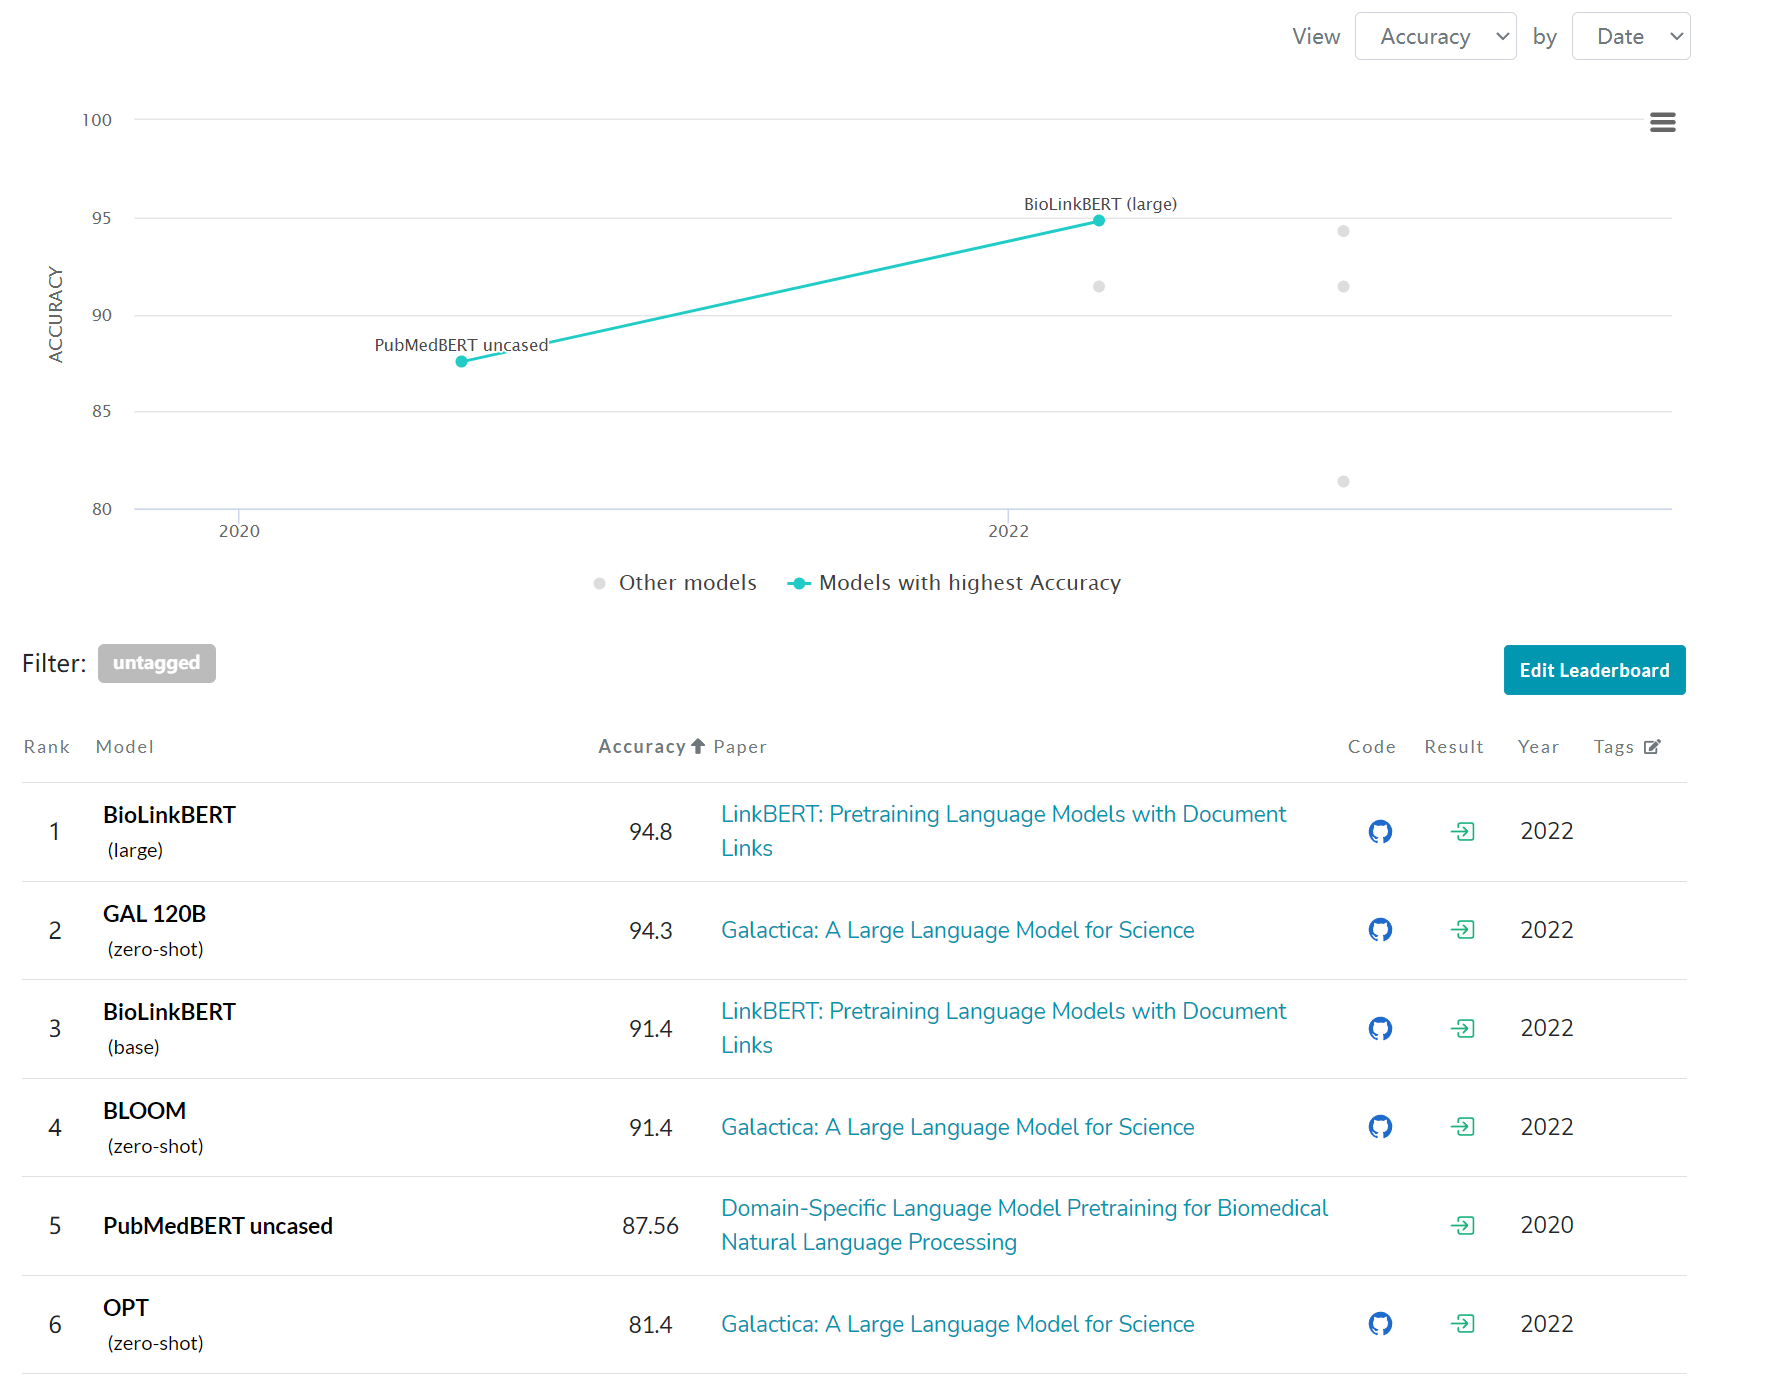 View Accuracy by Date
100
95
90
85
80
ACCURACY
BioLinkBERT (large)
PubMedBERT uncased
2020 2022
Other models Models with highest Accuracy
Filter: untagged
Edit Leaderboard
Rank Model Accuracy Paper Code Result Year Tags
1 BioLinkBERT (large) 94.8 LinkBERT: Pretraining Language Models with Document
Links 2022
2 GAL 120B (zero-shot) 94.3 Galactica: A Large Language Model for Science 2022
3 BioLinkBERT (base) 91.4 LinkBERT: Pretraining Language Models with Document
Links 2022
4 BLOOM (zero-shot) 91.4 Galactica: A Large Language Model for Science 2022
5 PubMedBERT uncased 87.56 Domain-Specific Language Model Pretraining for Biomedical
Natural Language Processing 2020
6 OPT (zero-shot) 81.4 Galactica: A Large Language Model for Science 2022